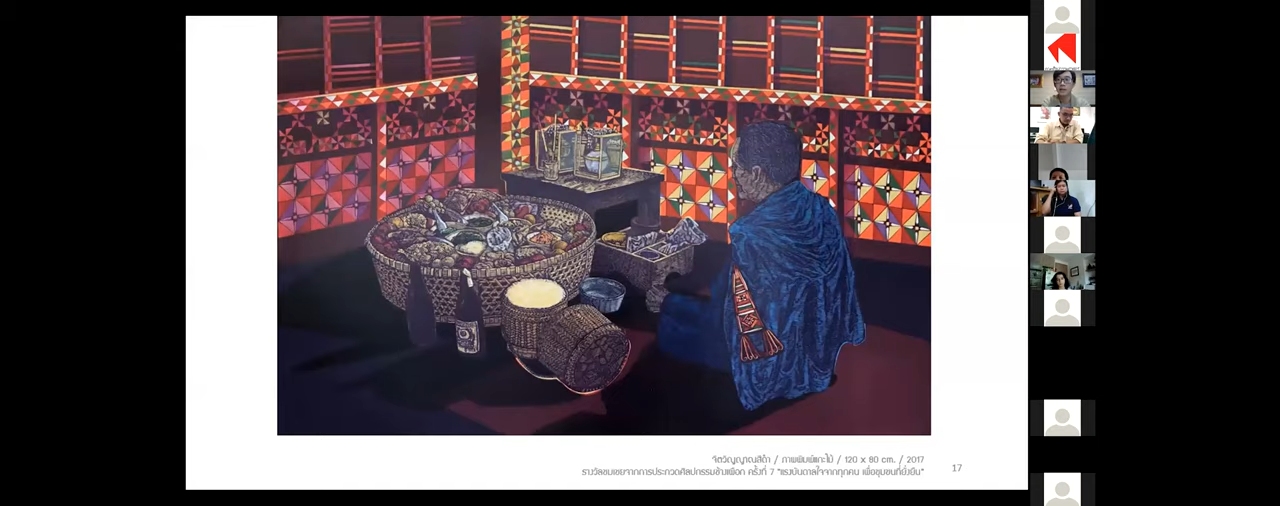 จิตวิญญาณสีดำ / ภาพพิมพ์แกะไม้ / 120 x 80 cm. / 2017
รางวัลชมเชยจากการประกวดศิลปกรรมช้างเผือก ครั้งที่ 7 "แรงบันดาลใจจากทุกคน เพื่อชุมชนที่ยั่งยืน"
17